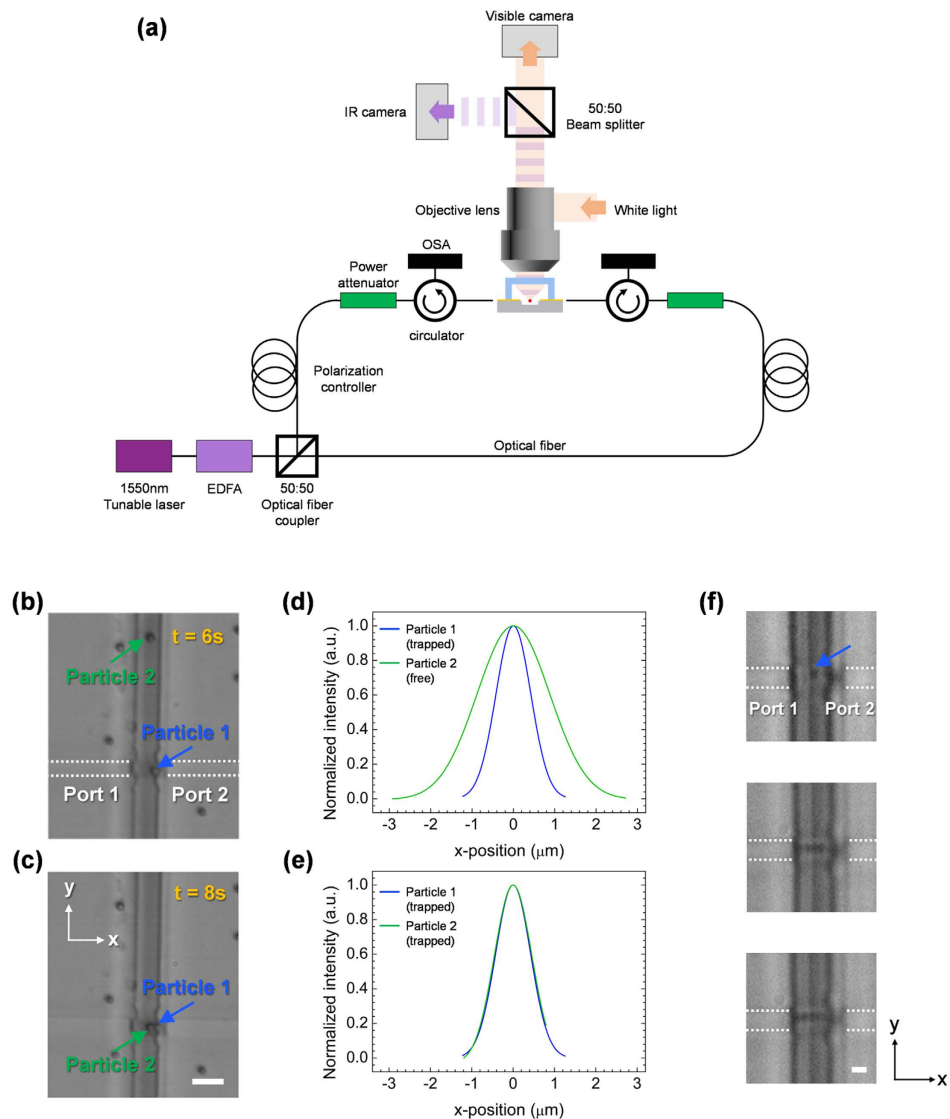 (a)
Visible camera
IR camera
50:50
Beam splitter
Objective lens
White light
OSA
Power
attenuator
circulator
Polarization
controller
Optical fiber
1550nm
Tunable laser
EDFA
50:50
Optical fiber
coupler
(b)
t = 6s
Particle 2
Particle 1
Port 1
Port 2
(c)
y
x
t = 8s
Particle 1
Particle 2
(d)
Normalized intensity (a.u.)
1.0
0.8
0.6
0.4
0.2
0.0
Particle 1
(trapped)
Particle 2
(free)
-3 -2 -1 0 1 2 3
x-position (μm)
(e)
Normalized intensity (a.u.)
1.0
0.8
0.6
0.4
0.2
0.0
Particle 1
(trapped)
Particle 2
(trapped)
-3 -2 -1 0 1 2 3
x-position (μm)
(f)
Port 1
Port 2
y
x